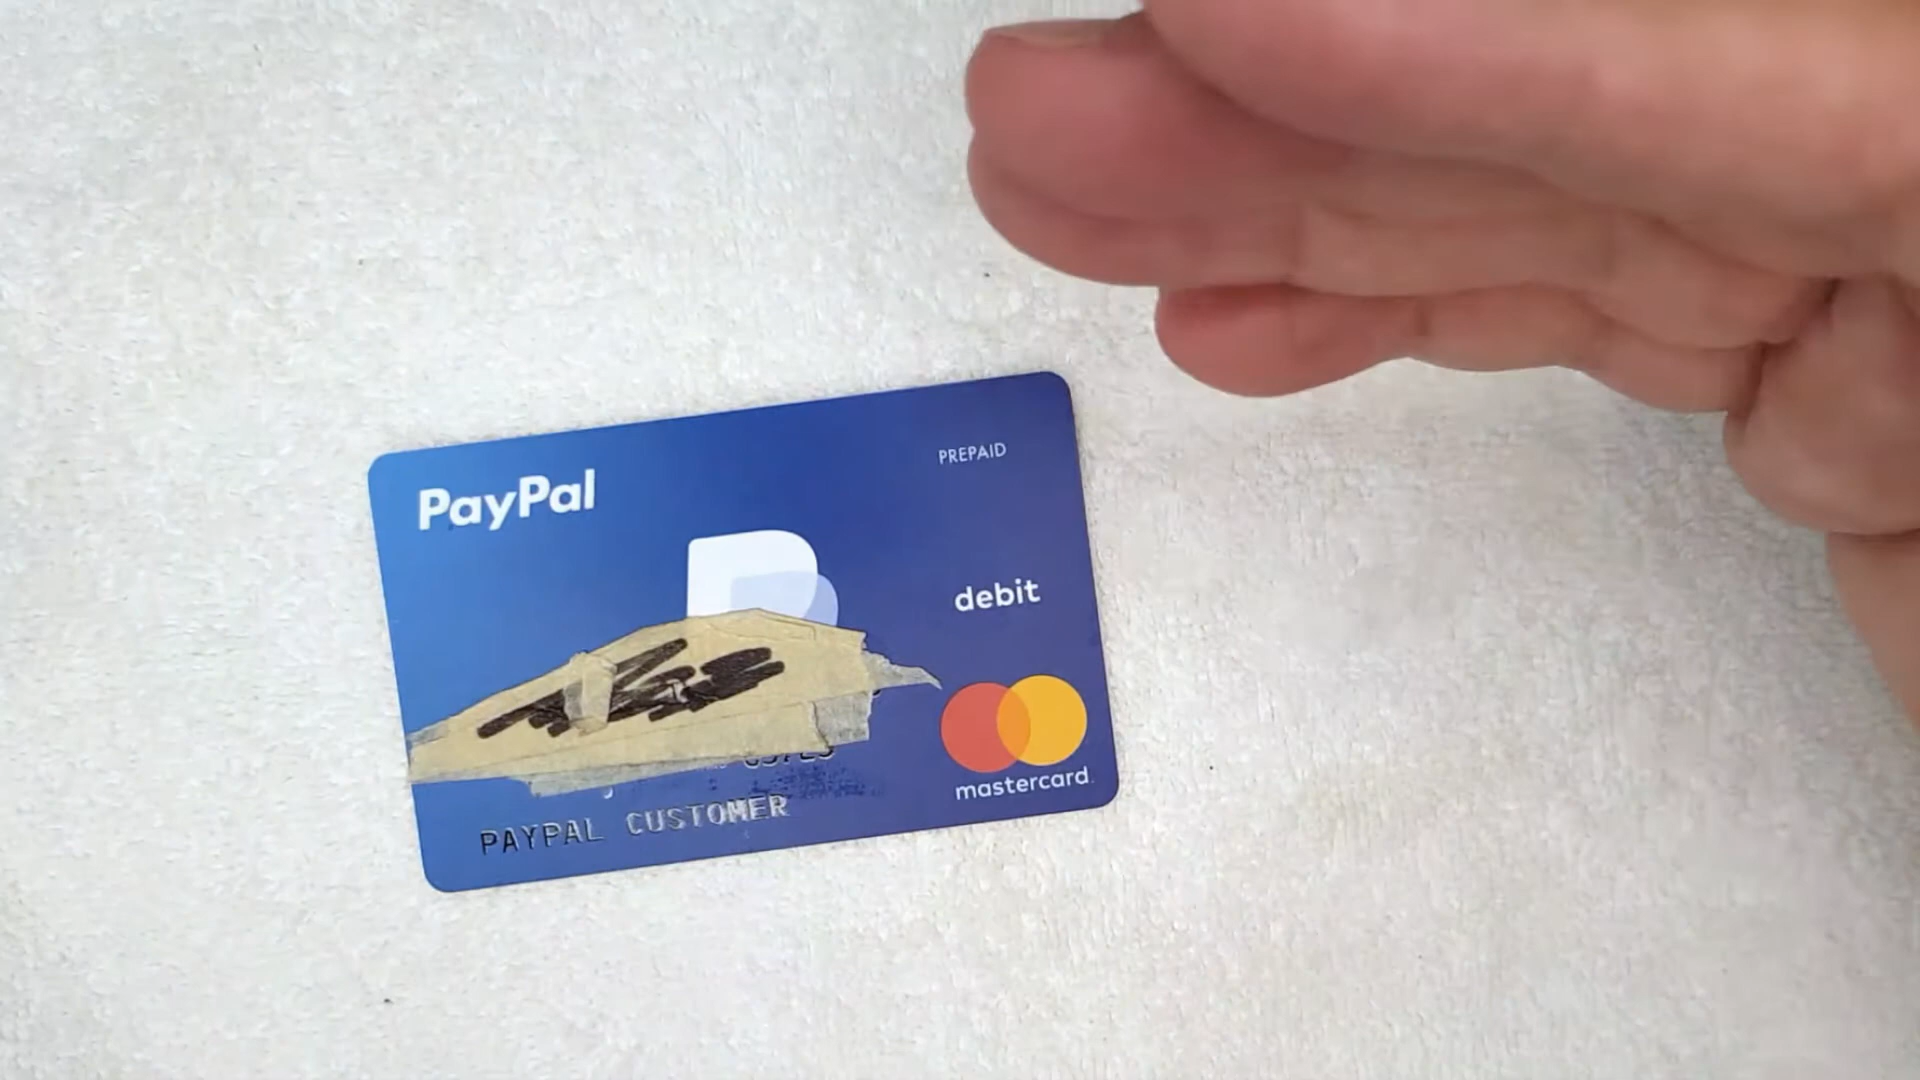 PayPal
PREPAID
debit
mastercard.
PAYPAL CUSTOMER